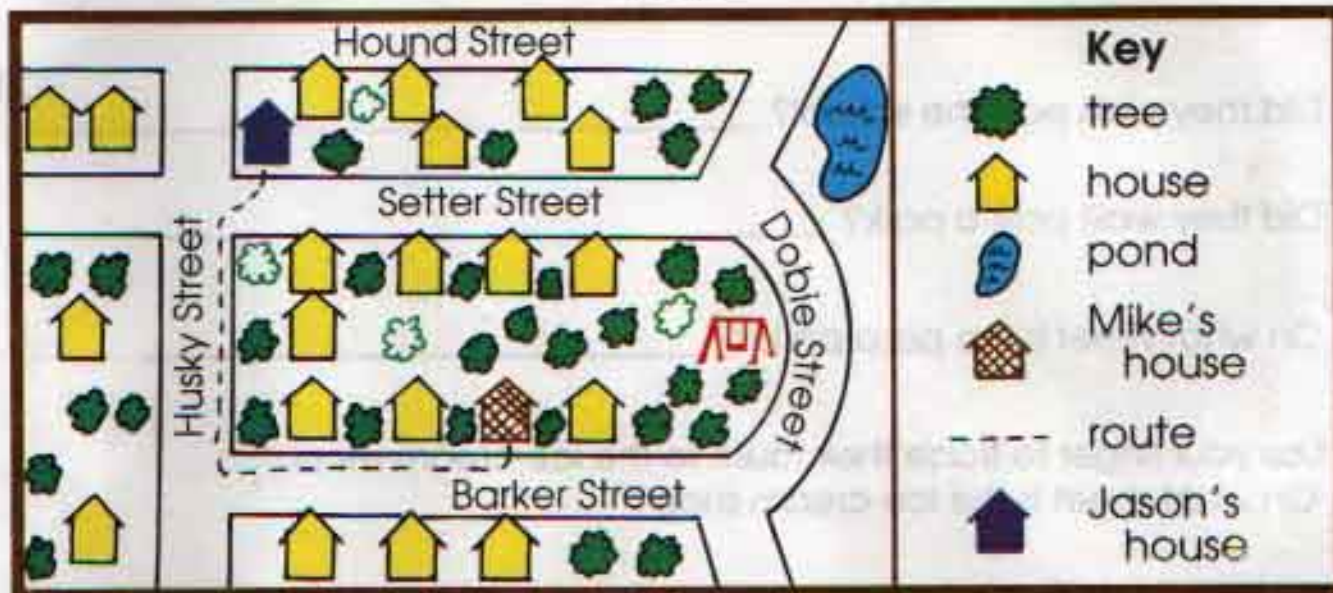 Hound Street
Setter Street
Husky Street
Dobie Street
Barker Street
Key
tree
house
pond
Mike's
house
route
Jason's
house